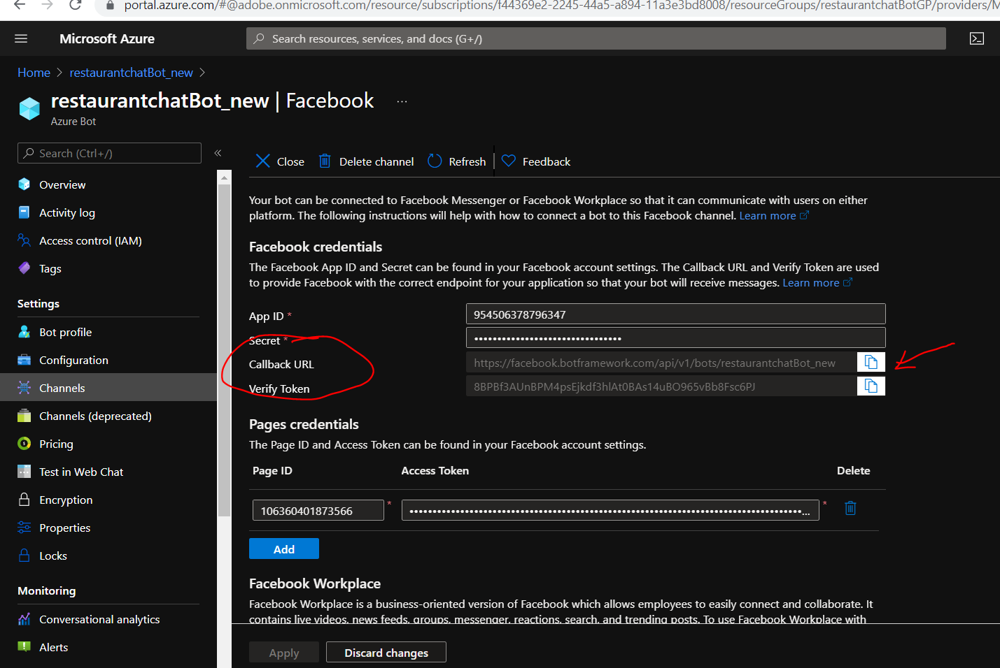 portal.azure.com/#@adobe.onmicrosoft.com/resource/subscriptions/f44369e2-2245-44a5-a894-11a3e3bd8008/resourceGroups/restaurantchatBotGP/providers/M
Microsoft Azure
Search resources, services, and docs (G+/)
Home > restaurantchatBot_new >
restaurantchatBot_new | Facebook ...
Azure Bot
Search (Ctrl+/) «
Overview
Activity log
Access control (IAM)
Tags
Settings
Bot profile
Configuration
Channels
Channels (deprecated)
Pricing
Test in Web Chat
Encryption
Properties
Locks
Monitoring
Conversational analytics
Alerts
Close Delete channel Refresh Feedback
Your bot can be connected to Facebook Messenger or Facebook Workplace so that it can communicate with users on either
platform. The following instructions will help with how to connect a bot to this Facebook channel. Learn more
Facebook credentials
The Facebook App ID and Secret can be found in your Facebook account settings. The Callback URL and Verify Token are used
to provide Facebook with the correct endpoint for your application so that your bot will receive messages. Learn more
App ID * 954506378796347
Secret * ••••••••••••••••••••••••••••••••
Callback URL https://facebook.botframework.com/api/v1/bots/restaurantchatBot_new
Verify Token 8BPBf3AUnBPM4psEjkdf3hlAt0BAs14uBO965vBb8Fsc6PJ
Pages credentials
The Page ID and Access Token can be found in your Facebook account settings.
Page ID Access Token Delete
106360401873566 * ••••••••••••••••••••••••••••••••••••••••••••••••••••••••••••••••••••••••••••••••••••... *
Add
Facebook Workplace
Facebook Workplace is a business-oriented version of Facebook which allows employees to easily connect and collaborate. It
contains live videos, news feeds, groups, messenger, reactions, search, and trending posts. To use Facebook Workplace with
Apply Discard changes